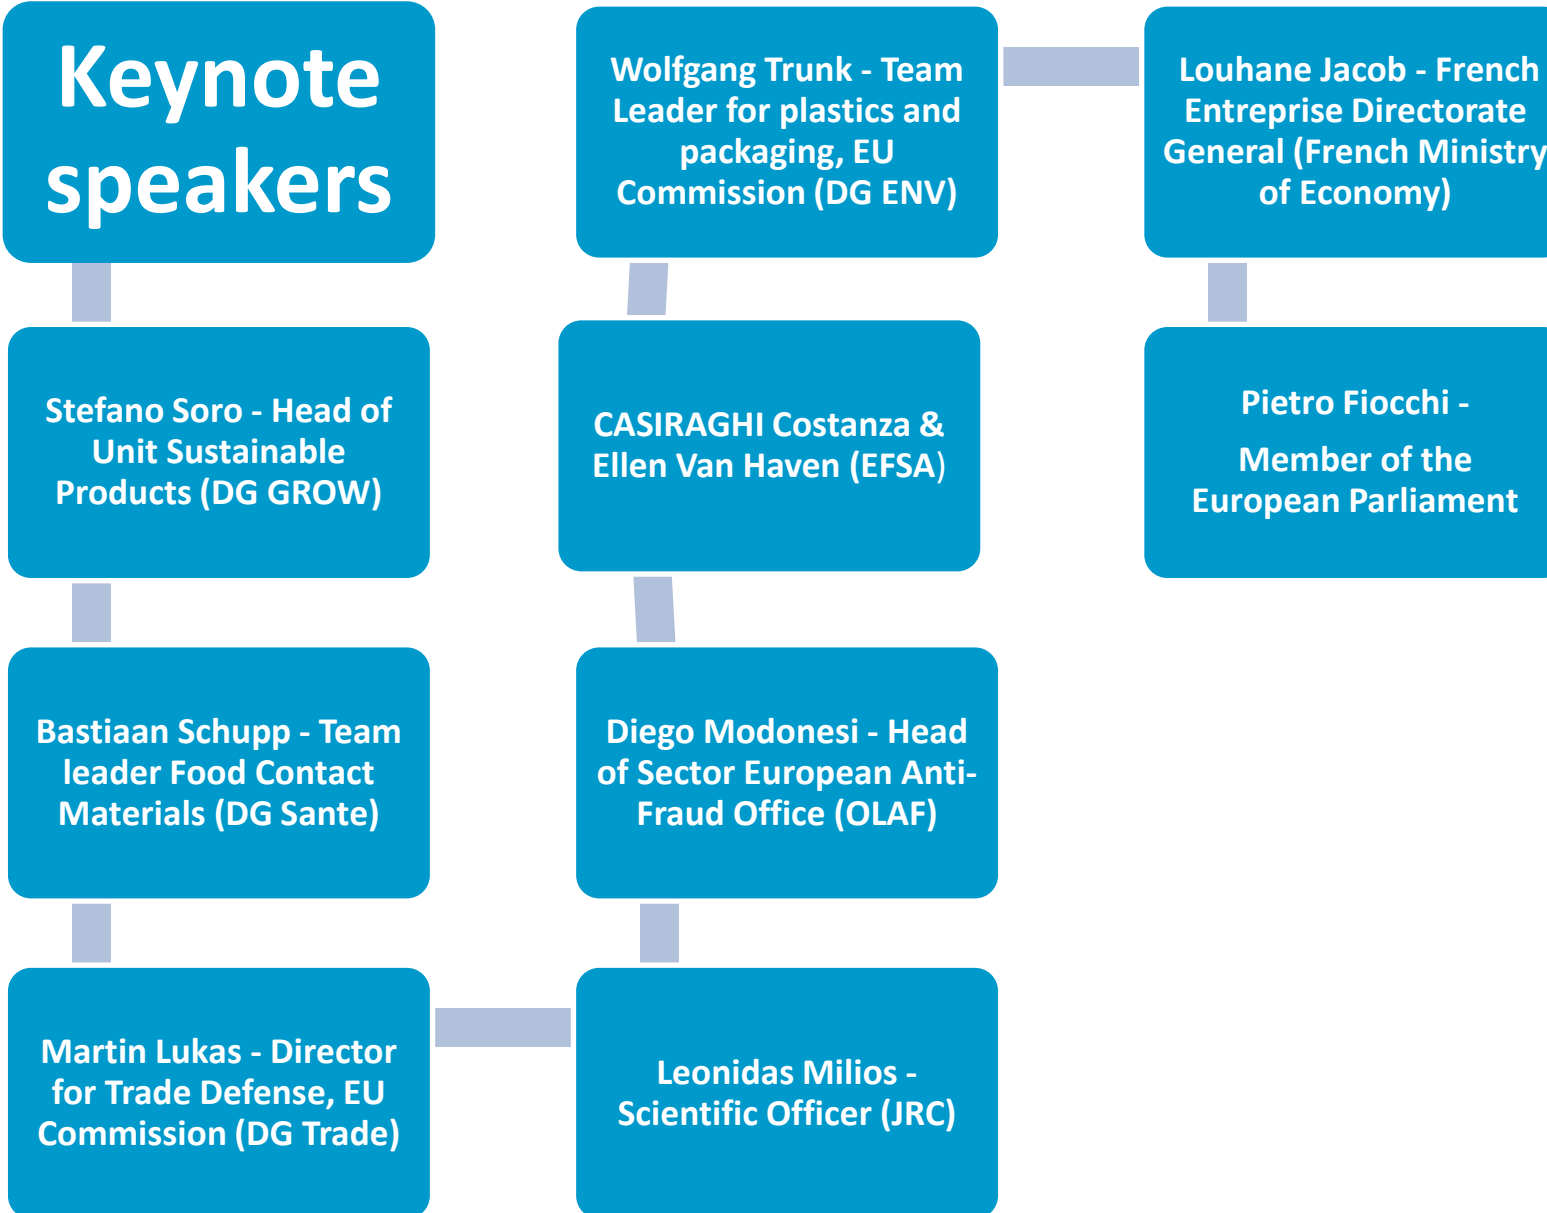 Keynote
speakers
Stefano Soro - Head of
Unit Sustainable
Products (DG GROW)
Bastiaan Schupp - Team
leader Food Contact
Materials (DG Sante)
Martin Lukas - Director
for Trade Defense, EU
Commission (DG Trade)
Leonidas Milios -
Scientific Officer (JRC)
Diego Modonesi - Head
of Sector European Anti-
Fraud Office (OLAF)
CASIRAGHI Costanza &
Ellen Van Haven (EFSA)
Wolfgang Trunk - Team
Leader for plastics and
packaging, EU
Commission (DG ENV)
Louhane Jacob - French
Entreprise Directorate
General (French Ministry
of Economy)
Pietro Fiocchi -
Member of the
European Parliament